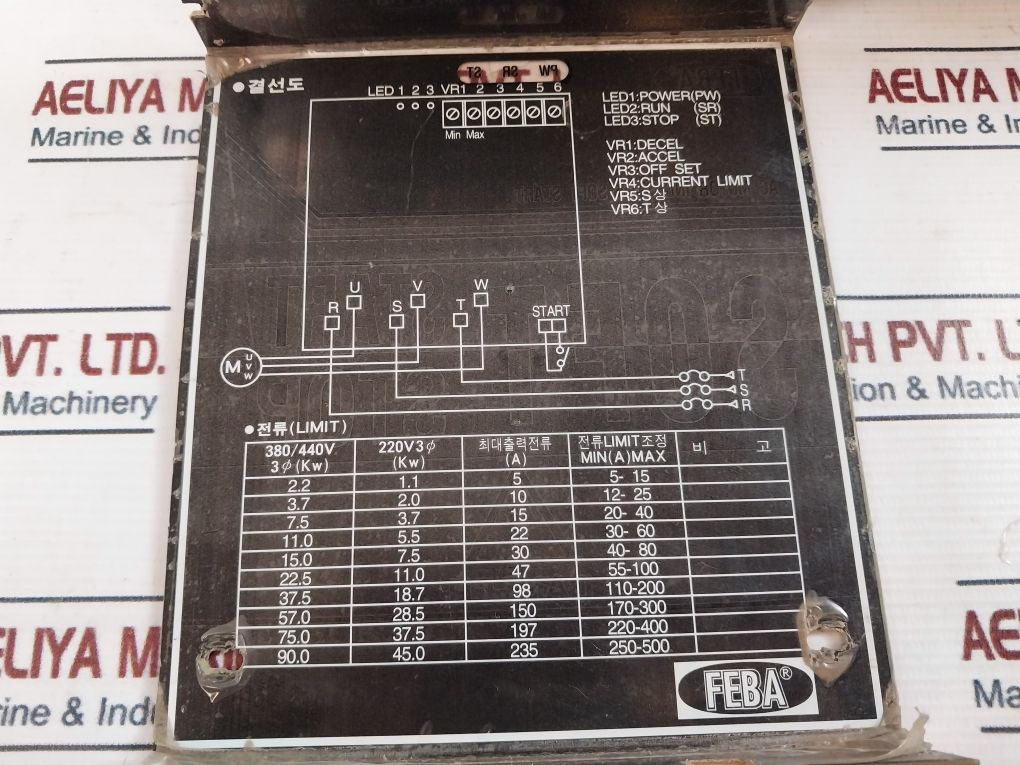 AELIYA M
Marine & Ind
VT. LTD.
Machinery
AELIYA M
rine & Indu
AELIYA M
Marine & In
H PVT. L
ion & Machi
AELI
Ma
●결선도
LED 1 2 3 VR1 2 3 4 5 6
Min Max
LED1:POWER(PW)
LED2:RUN (SR)
LED3:STOP (ST)
VR1:DECEL
VR2:ACCEL
VR3:OFF SET
VR4:CURRENT LIMIT
VR5:S상
VR6:T상
U V W
R S T START
M U V W
T
S
R
●전류(LIMIT)
380/440V 220V3φ 최대출력전류 전류LIMIT조정 비 고
3φ(Kw) (Kw) (A) MIN(A)MAX
2.2 1.1 5 5- 15
3.7 2.0 10 12- 25
7.5 3.7 15 20- 40
11.0 5.5 22 30- 60
15.0 7.5 30 40- 80
22.5 11.0 47 55-100
37.5 18.7 98 110-200
57.0 28.5 150 170-300
75.0 37.5 197 220-400
90.0 45.0 235 250-500
FEBA®